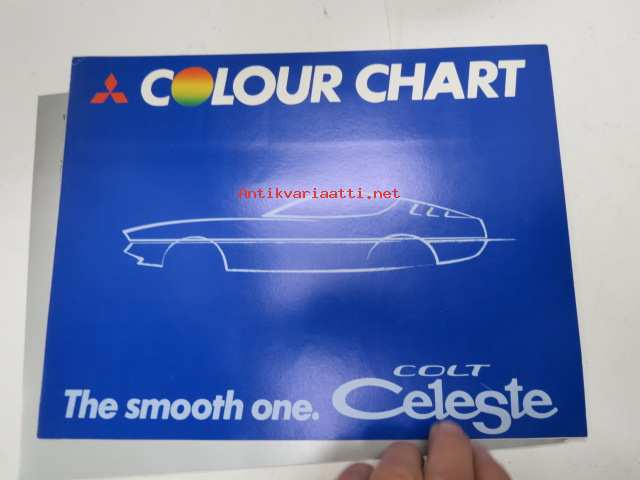 COLOUR CHART
Antikvariaatti.net
COLT
The smooth one. Celeste